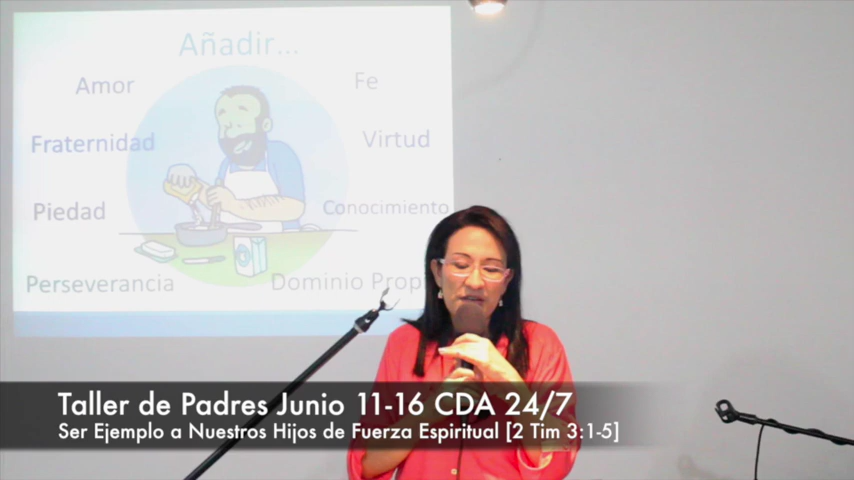 Añadir...
Amor
Fe
Fraternidad
Virtud
Piedad
Conocimiento
Perseverancia
Dominio
Taller de Padres Junio 11-16 CDA 24/7
Ser Ejemplo a Nuestros Hijos de Fuerza Espiritual [2 Tim 3:1-5]